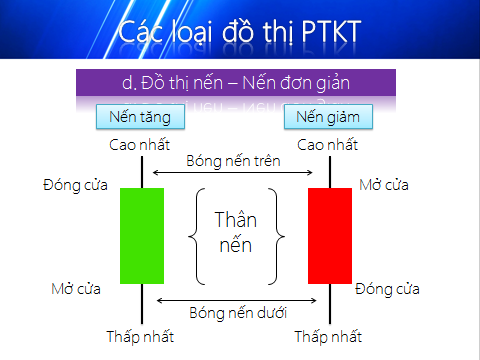 Các loại đồ thị PTKT
d. Đồ thị nến – Nến đơn giản
Nến tăng
Nến giảm
Cao nhất
Cao nhất
Bóng nến trên
Đóng cửa
Mở cửa
Thân
nến
Mở cửa
Đóng cửa
Bóng nến dưới
Thấp nhất
Thấp nhất